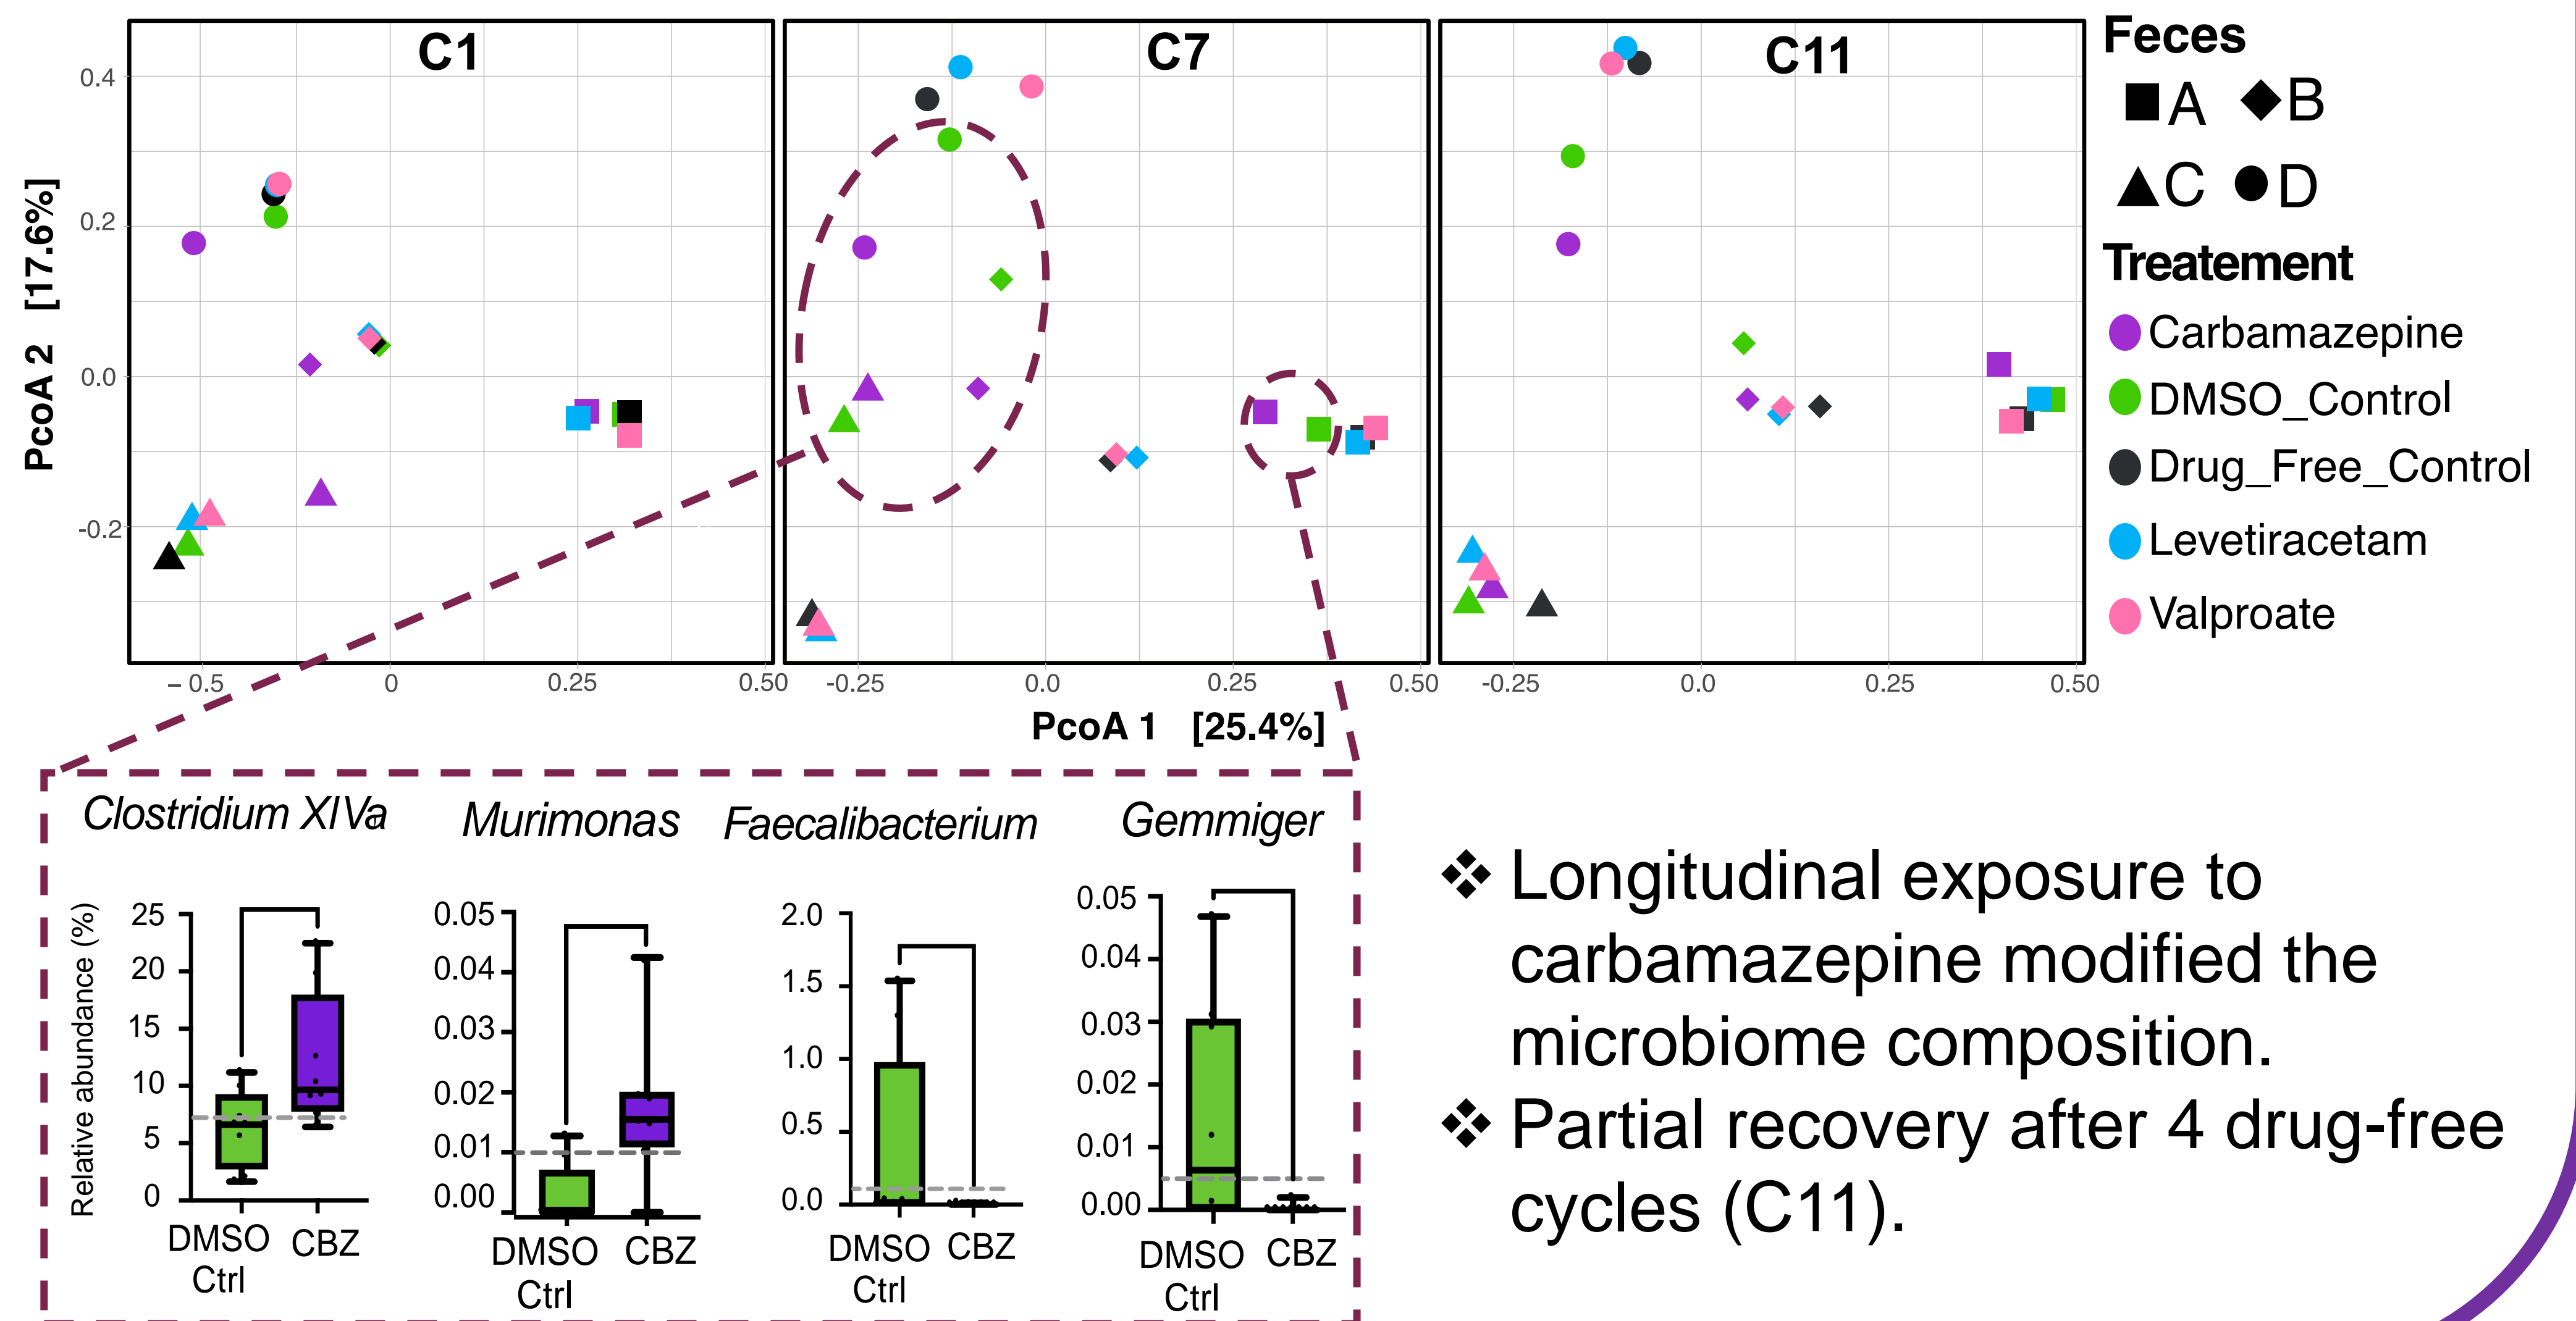 C1
C7
C11
PcoA 2 [17.6%]
0.4
0.2
0.0
-0.2
– 0.5 0 0.25 0.50
-0.25 0.0 0.25 0.50
-0.25 0.0 0.25 0.50
PcoA 1 [25.4%]
Feces
A B
C D
Treatement
Carbamazepine
DMSO_Control
Drug_Free_Control
Levetiracetam
Valproate
Clostridium XIVa
Relative abundance (%)
25
20
15
10
5
0
DMSO Ctrl
CBZ
Murimonas
0.05
0.04
0.03
0.02
0.01
0.00
DMSO Ctrl
CBZ
Faecalibacterium
2.0
1.5
1.0
0.5
0.0
DMSO Ctrl
CBZ
Gemmiger
0.05
0.04
0.03
0.02
0.01
0.00
DMSO Ctrl
CBZ
❖ Longitudinal exposure to
carbamazepine modified the
microbiome composition.
❖ Partial recovery after 4 drug-free
cycles (C11).